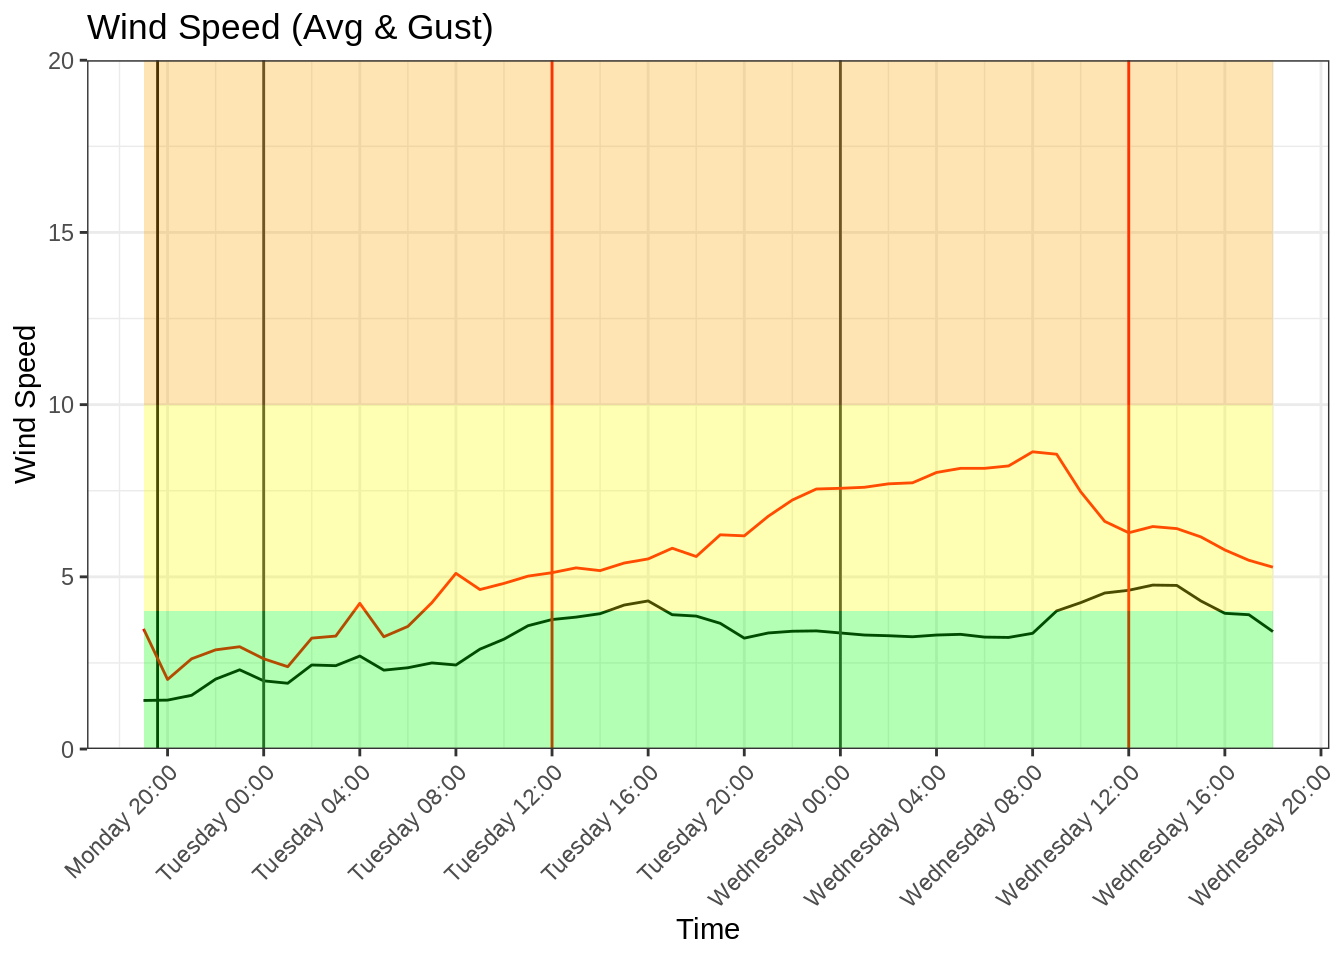 Wind Speed (Avg & Gust)
20
15
10
5
0
Wind Speed
Monday 20:00
Tuesday 00:00
Tuesday 04:00
Tuesday 08:00
Tuesday 12:00
Tuesday 16:00
Tuesday 20:00
Wednesday 00:00
Wednesday 04:00
Wednesday 08:00
Wednesday 12:00
Wednesday 16:00
Wednesday 20:00
Time